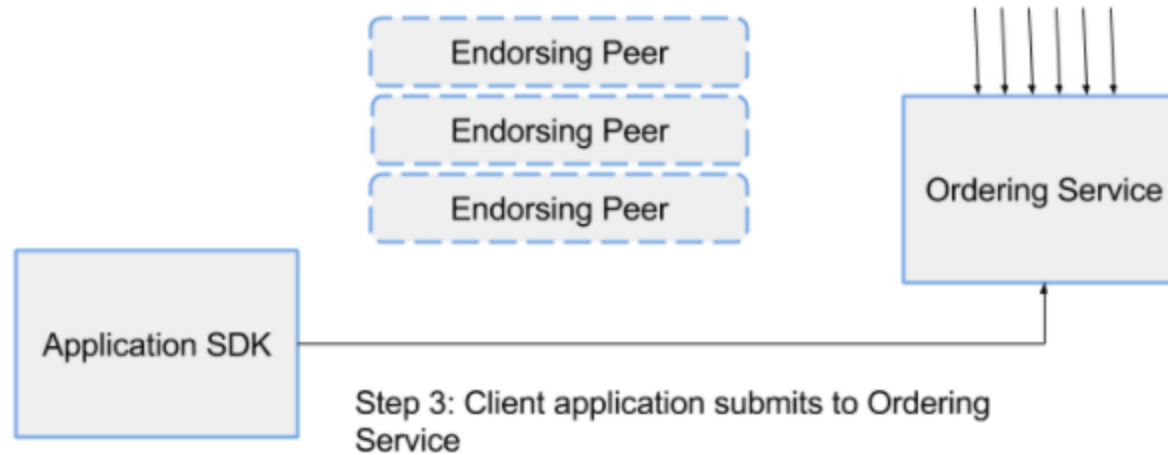 Endorsing Peer
Endorsing Peer
Endorsing Peer
Ordering Service
Application SDK
Step 3: Client application submits to Ordering
Service